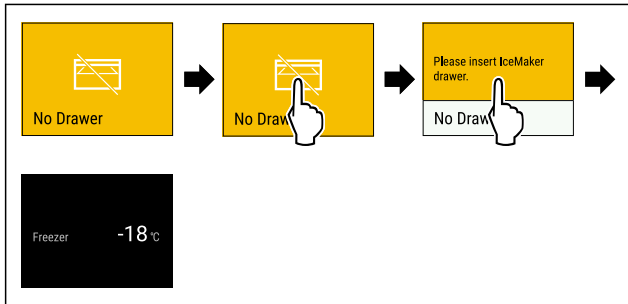 No Drawer
No Draw
Please insert IceMaker
drawer.
No Draw
Freezer -18 °C